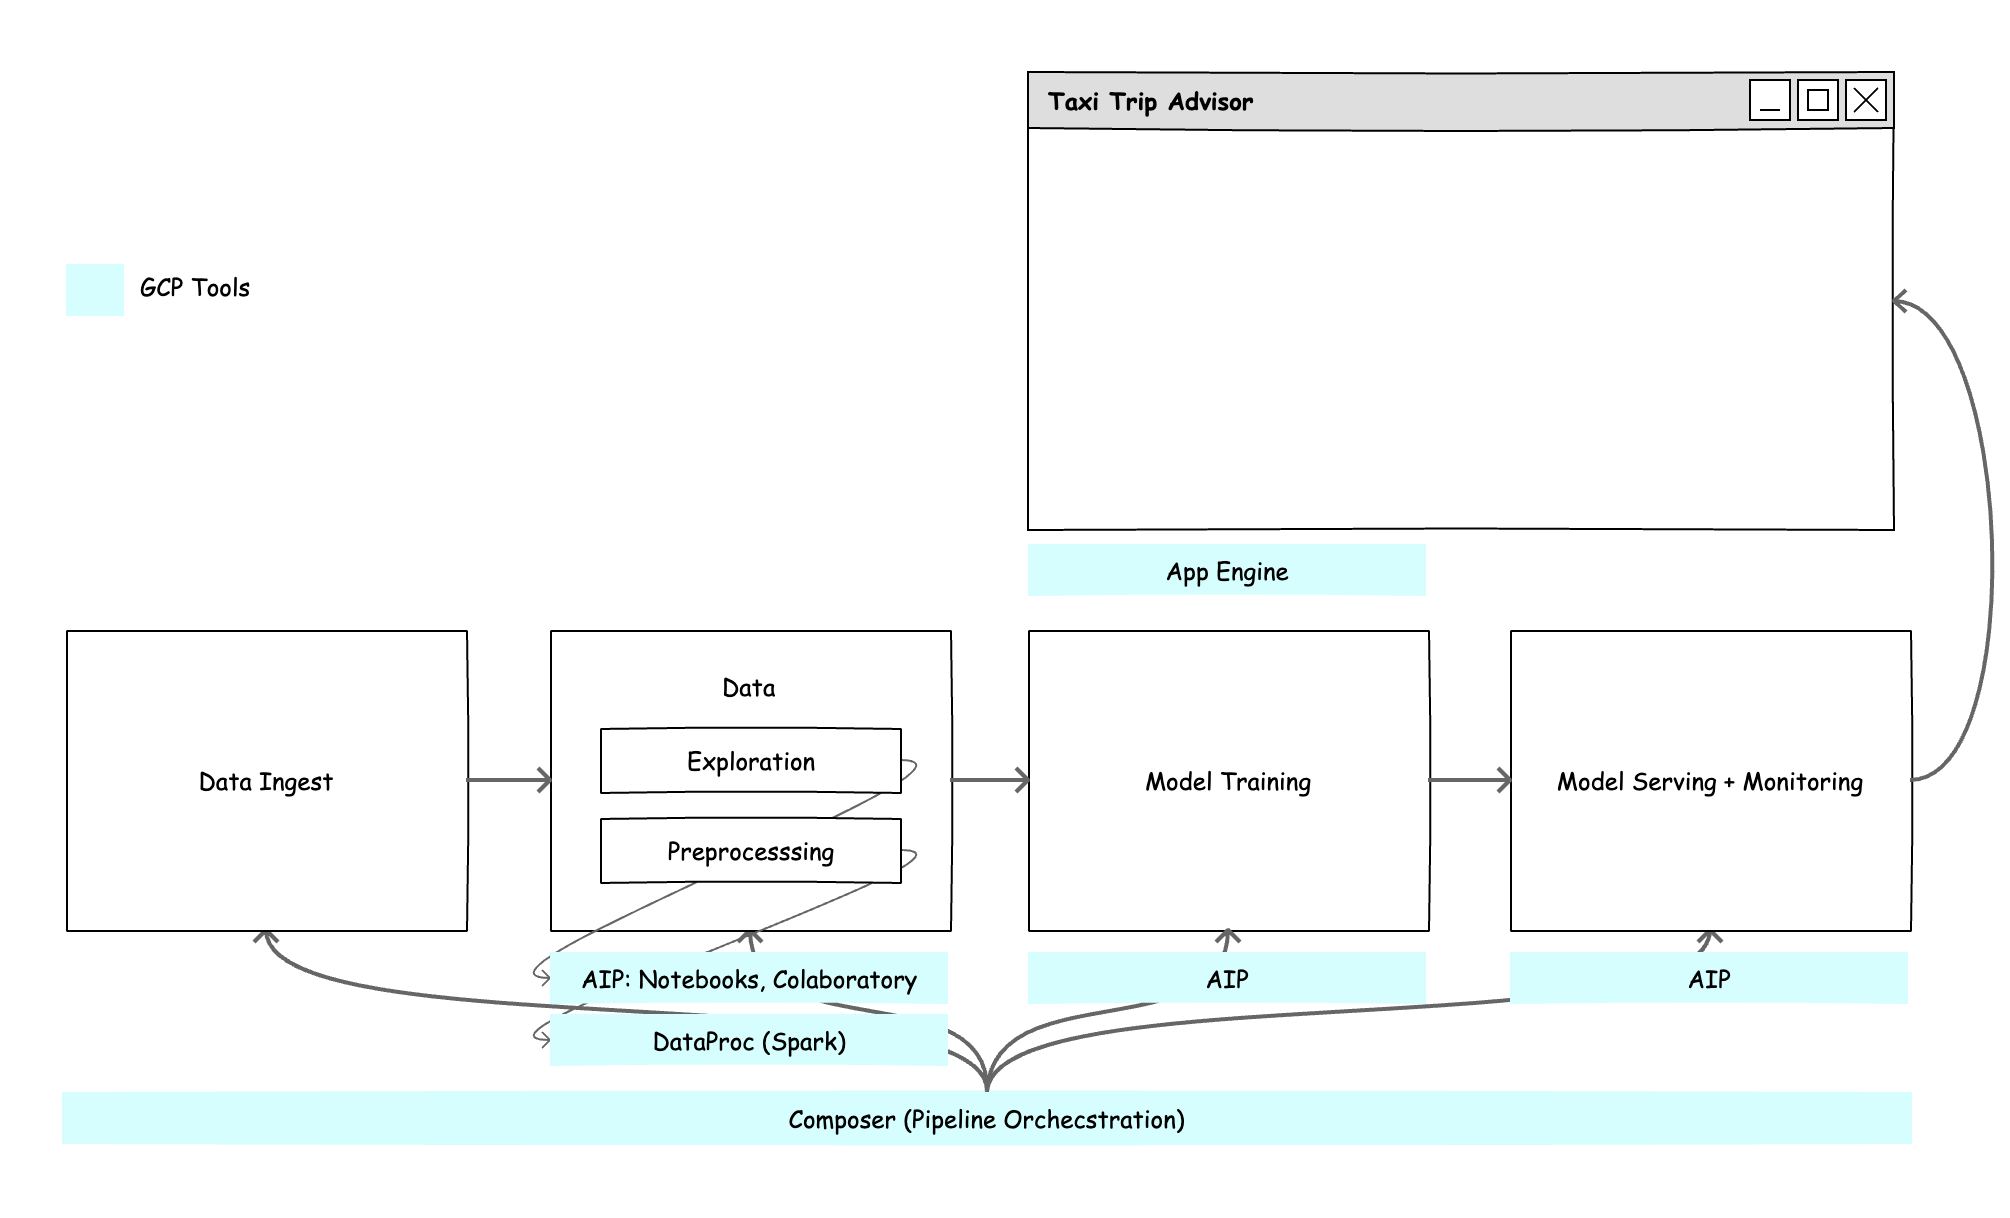 Taxi Trip Advisor
GCP Tools
App Engine
Data Ingest
Data
Exploration
Preprocesssing
Model Training
Model Serving + Monitoring
AIP: Notebooks, Colaboratory
AIP
AIP
DataProc (Spark)
Composer (Pipeline Orchecstration)